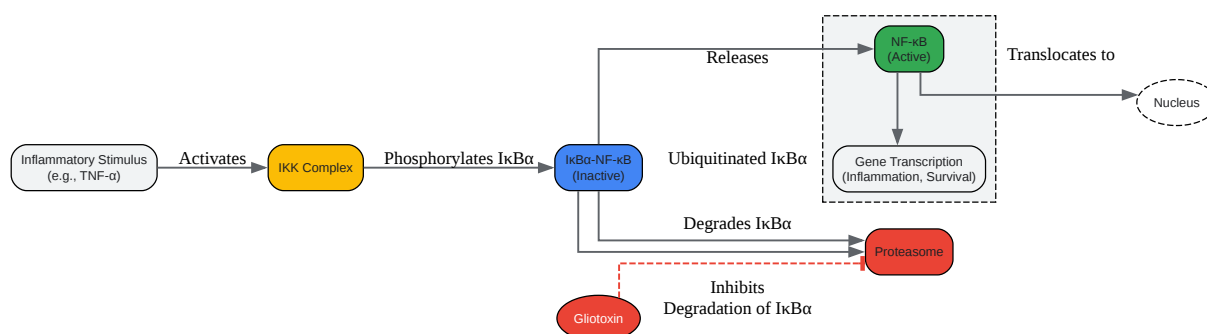 NF-κB
(Active)
Releases
Translocates to
Nucleus
Inflammatory Stimulus
(e.g., TNF-α)
Activates
IKK Complex
Phosphorylates IκBα
IκBα-NF-κB
(Inactive)
Ubiquitinated IκBα
Gene Transcription
(Inflammation, Survival)
Degrades IκBα
Proteasome
Inhibits
Degradation of IκBα
Gliotoxin